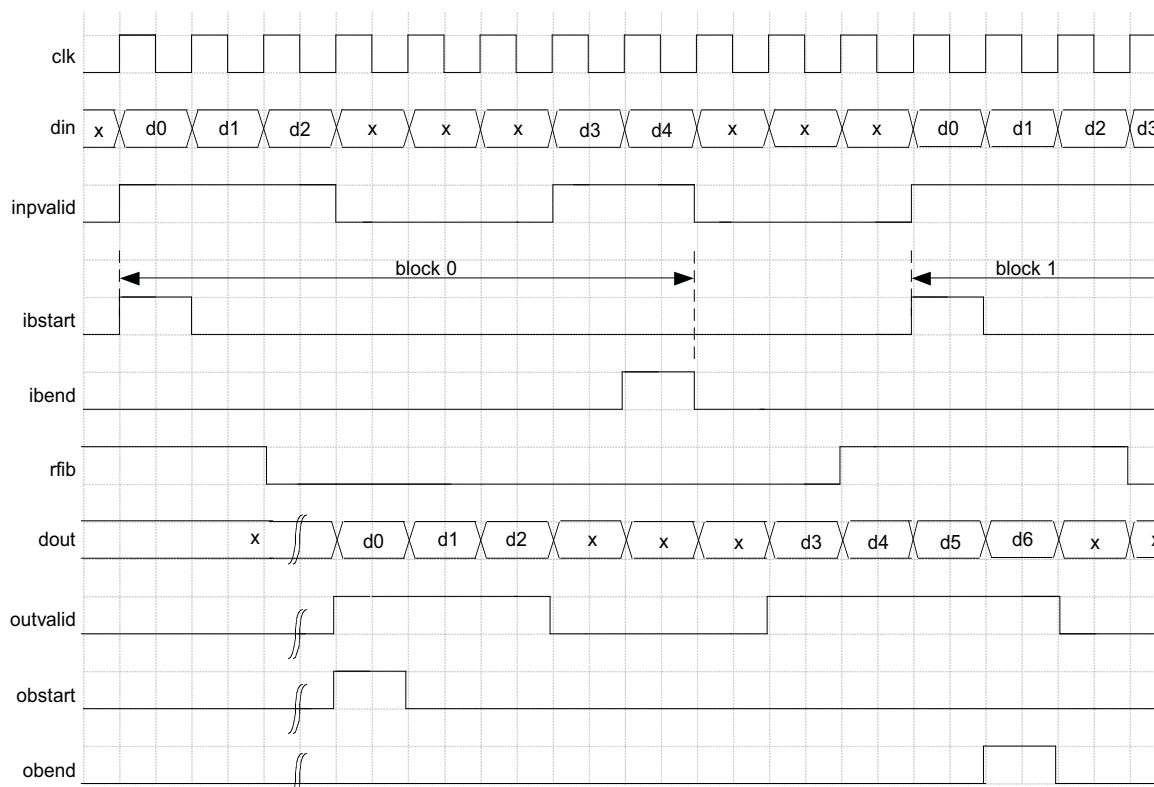 clk
din x d0 d1 d2 x x x d3 d4 x x x d0 d1 d2 d3
inpvalid
block 0 block 1
ibstart
ibend
rfib
dout x d0 d1 d2 x x x d3 d4 d5 d6 x x
outvalid
obstart
obend